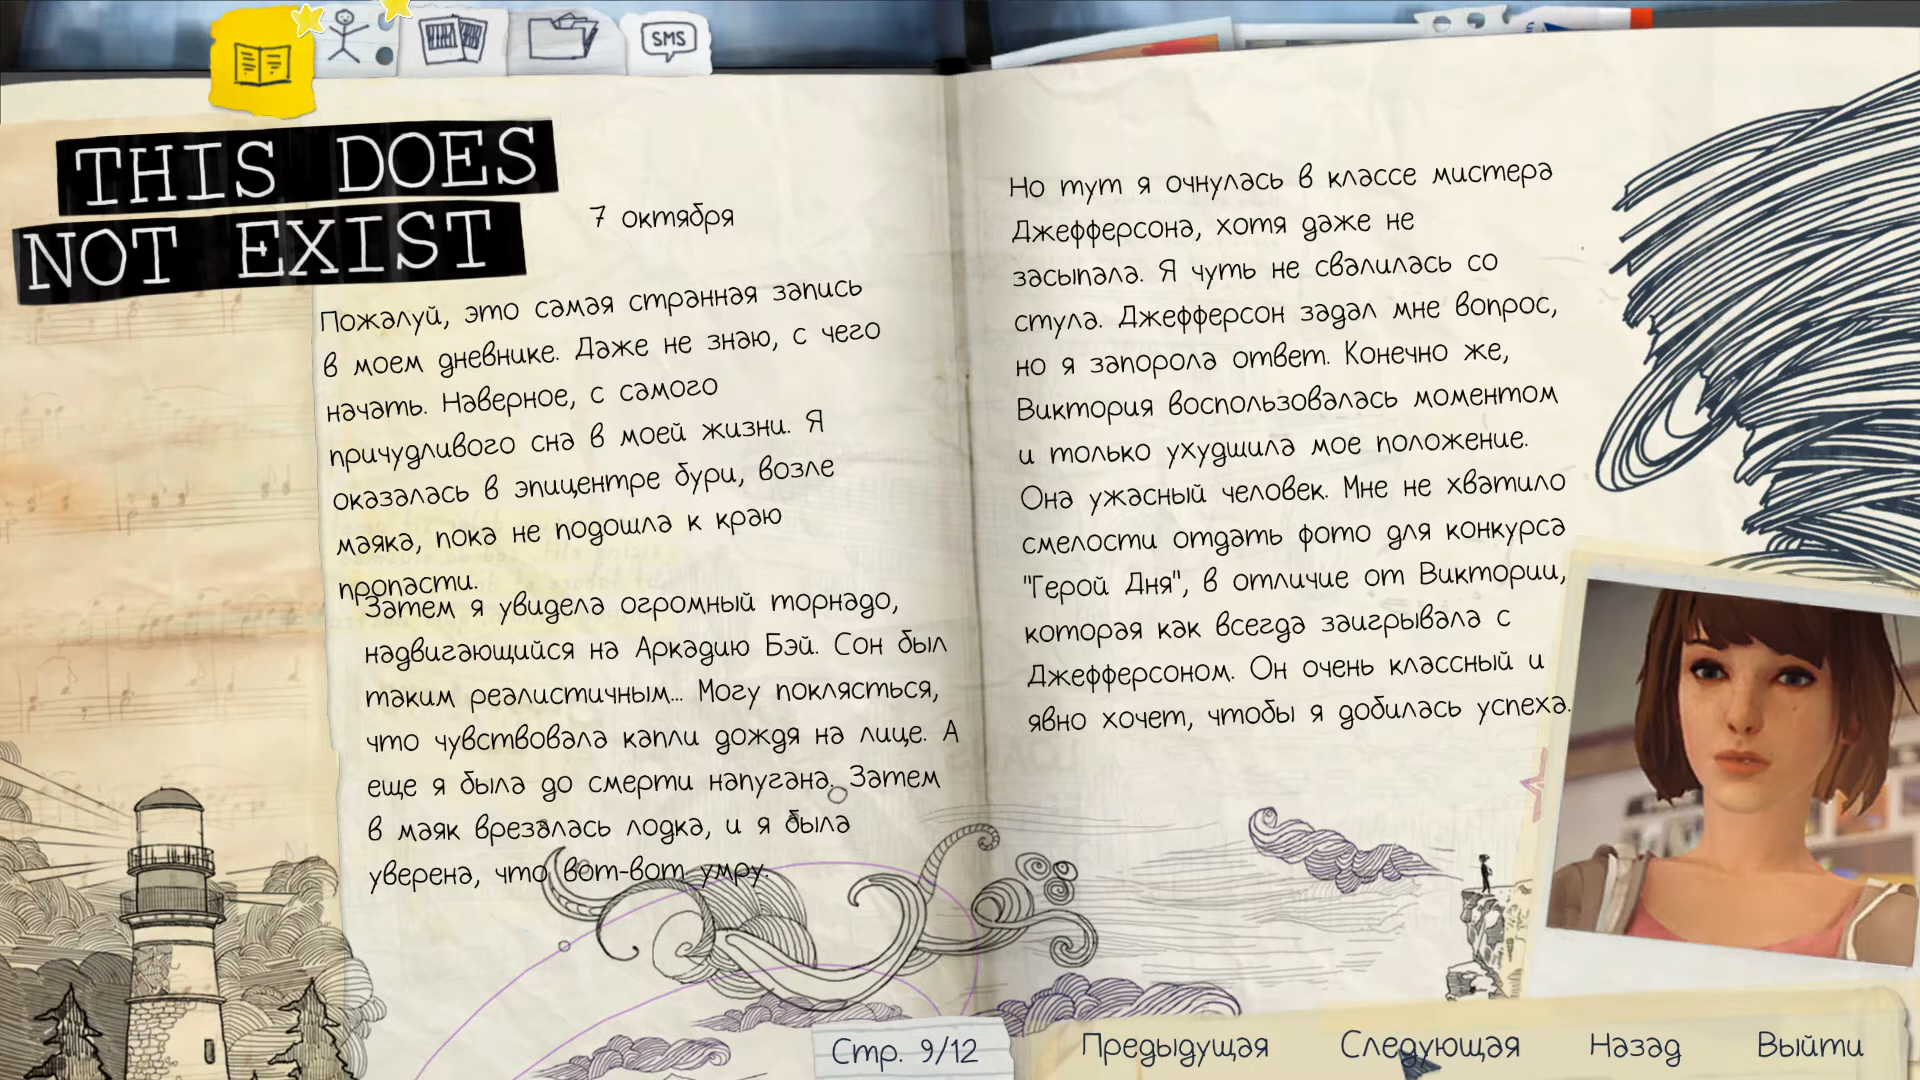 SMS
THIS DOES
NOT EXIST
7 октября
Пожалуй, это самая странная запись
в моем дневнике. Даже не знаю, с чего
начать. Наверное, с самого
причудливого сна в моей жизни. Я
оказалась в эпицентре бури, возле
маяка, пока не подошла к краю
пропасти.
Затем я увидела огромный торнадо,
надвигающийся на Аркадию Бэй. Сон был
таким реалистичным... Могу поклясться,
что чувствовала капли дождя на лице. А
еще я была до смерти напугана. Затем
в маяк врезалась лодка, и я была
уверена, что вот-вот умру.
Но тут я очнулась в классе мистера
Джефферсона, хотя даже не
засыпала. Я чуть не свалилась со
стула. Джефферсон задал мне вопрос,
но я запорола ответ. Конечно же,
Виктория воспользовалась моментом
и только ухудшила мое положение.
Она ужасный человек. Мне не хватило
смелости отдать фото для конкурса
"Герой Дня", в отличие от Виктории,
которая как всегда заигрывала с
Джефферсоном. Он очень классный и
явно хочет, чтобы я добилась успеха.
Стр. 9/12
Предыдущая Следующая Назад Выйти